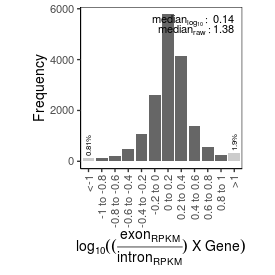 median_log₁₀ : 0.14
median_raw : 1.38
Frequency
6000
4000
2000
0
0.81%
1.9%
<-1
-1 to -0.8
-0.8 to -0.6
-0.6 to -0.4
-0.4 to -0.2
-0.2 to 0
0 to 0.2
0.2 to 0.4
0.4 to 0.6
0.6 to 0.8
0.8 to 1
>1
log₁₀((exon_RPKM / intron_RPKM) X Gene)